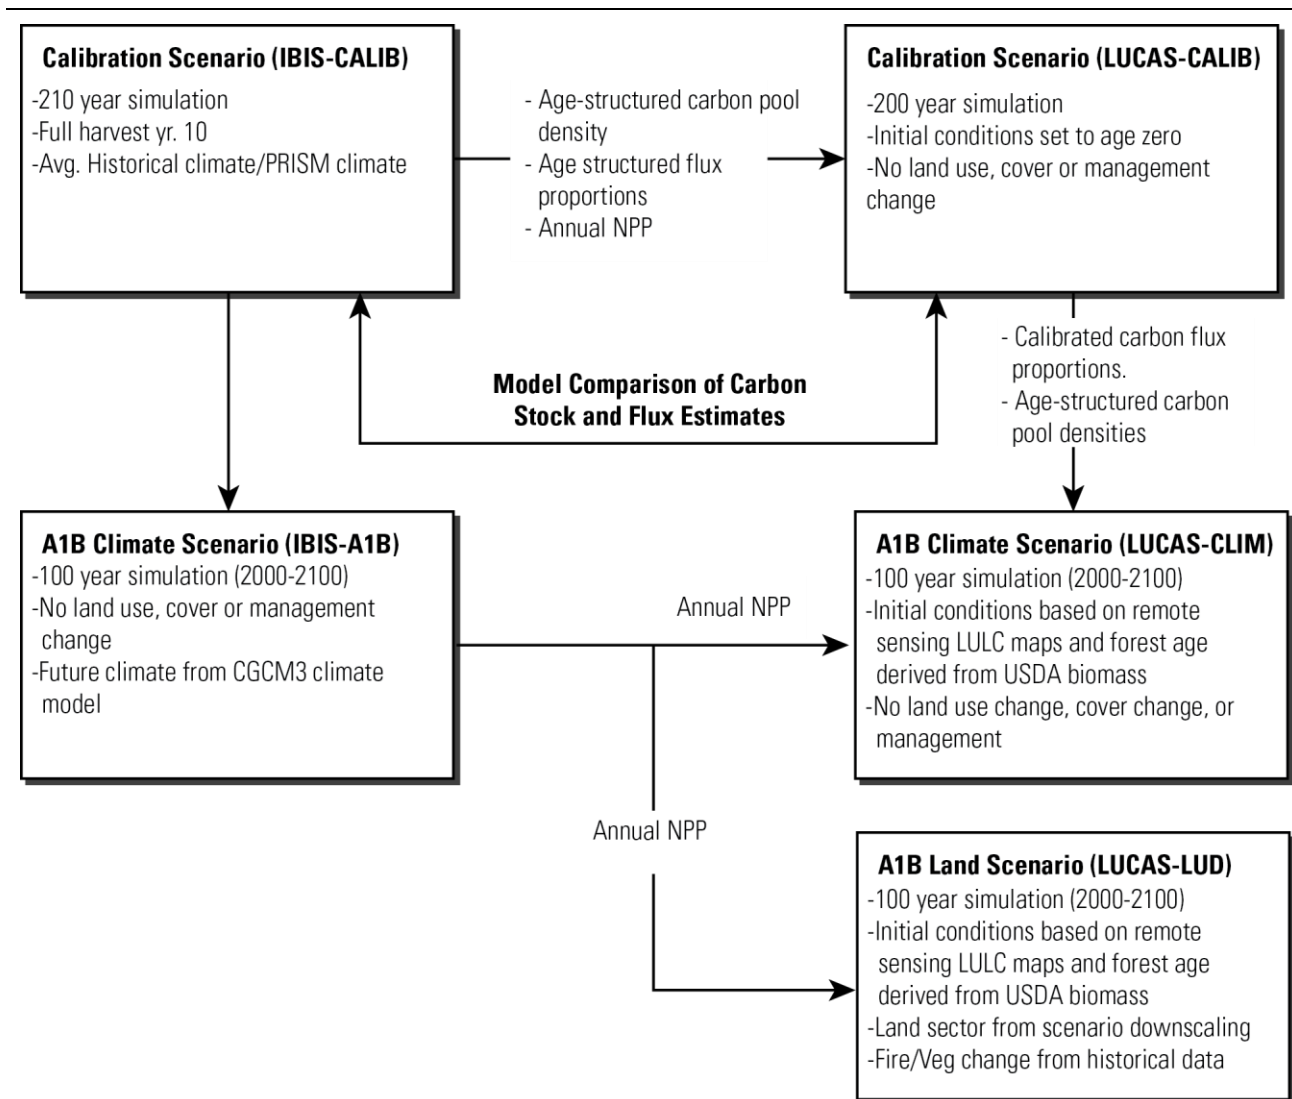 Calibration Scenario (IBIS-CALIB)
-210 year simulation
-Full harvest yr. 10
-Avg. Historical climate/PRISM climate
- Age-structured carbon pool
density
- Age structured flux
proportions
- Annual NPP
Calibration Scenario (LUCAS-CALIB)
-200 year simulation
-Initial conditions set to age zero
-No land use, cover or management
change
- Calibrated carbon flux
proportions.
- Age-structured carbon
pool densities
Model Comparison of Carbon
Stock and Flux Estimates
A1B Climate Scenario (IBIS-A1B)
-100 year simulation (2000-2100)
-No land use, cover or management
change
-Future climate from CGCM3 climate
model
Annual NPP
A1B Climate Scenario (LUCAS-CLIM)
-100 year simulation (2000-2100)
-Initial conditions based on remote
sensing LULC maps and forest age
derived from USDA biomass
-No land use change, cover change, or
management
Annual NPP
A1B Land Scenario (LUCAS-LUD)
-100 year simulation (2000-2100)
-Initial conditions based on remote
sensing LULC maps and forest age
derived from USDA biomass
-Land sector from scenario downscaling
-Fire/Veg change from historical data